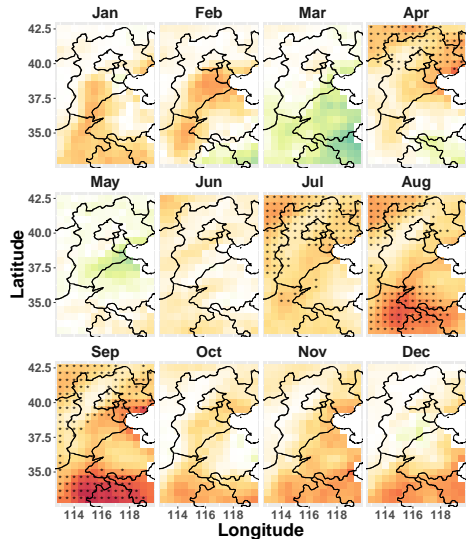 Jan Feb Mar Apr
42.5
40.0
37.5
35.0
May Jun Jul Aug
42.5
40.0
37.5
35.0
Latitude
Sep Oct Nov Dec
42.5
40.0
37.5
35.0
114 116 118 114 116 118 114 116 118 114 116 118
Longitude